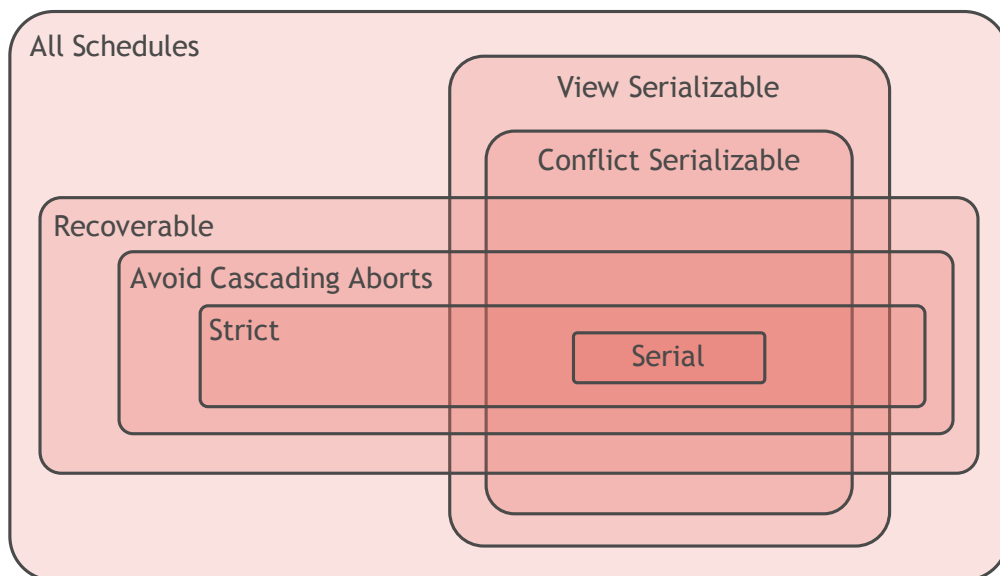 All Schedules
View Serializable
Conflict Serializable
Recoverable
Avoid Cascading Aborts
Strict
Serial